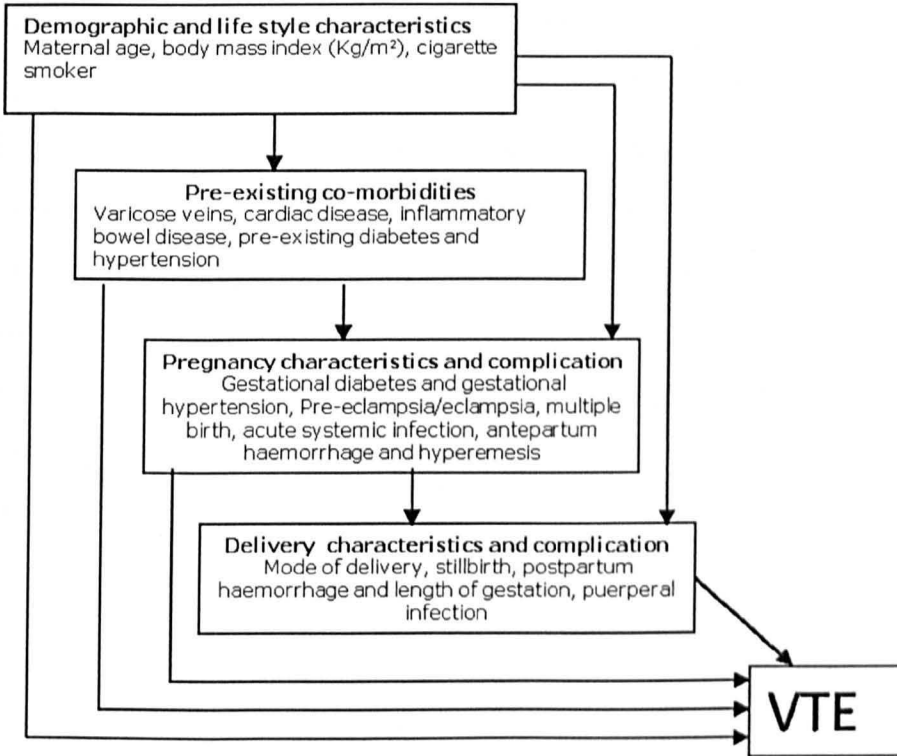 Demographic and life style characteristics
Maternal age, body mass index (Kg/m²), cigarette
smoker
Pre-existing co-morbidities
Varicose veins, cardiac disease, inflammatory
bowel disease, pre-existing diabetes and
hypertension
Pregnancy characteristics and complication
Gestational diabetes and gestational
hypertension, Pre-eclampsia/eclampsia, multiple
birth, acute systemic infection, antepartum
haemorrhage and hyperemesis
Delivery characteristics and complication
Mode of delivery, stillbirth, postpartum
haemorrhage and length of gestation, puerperal
infection
VTE